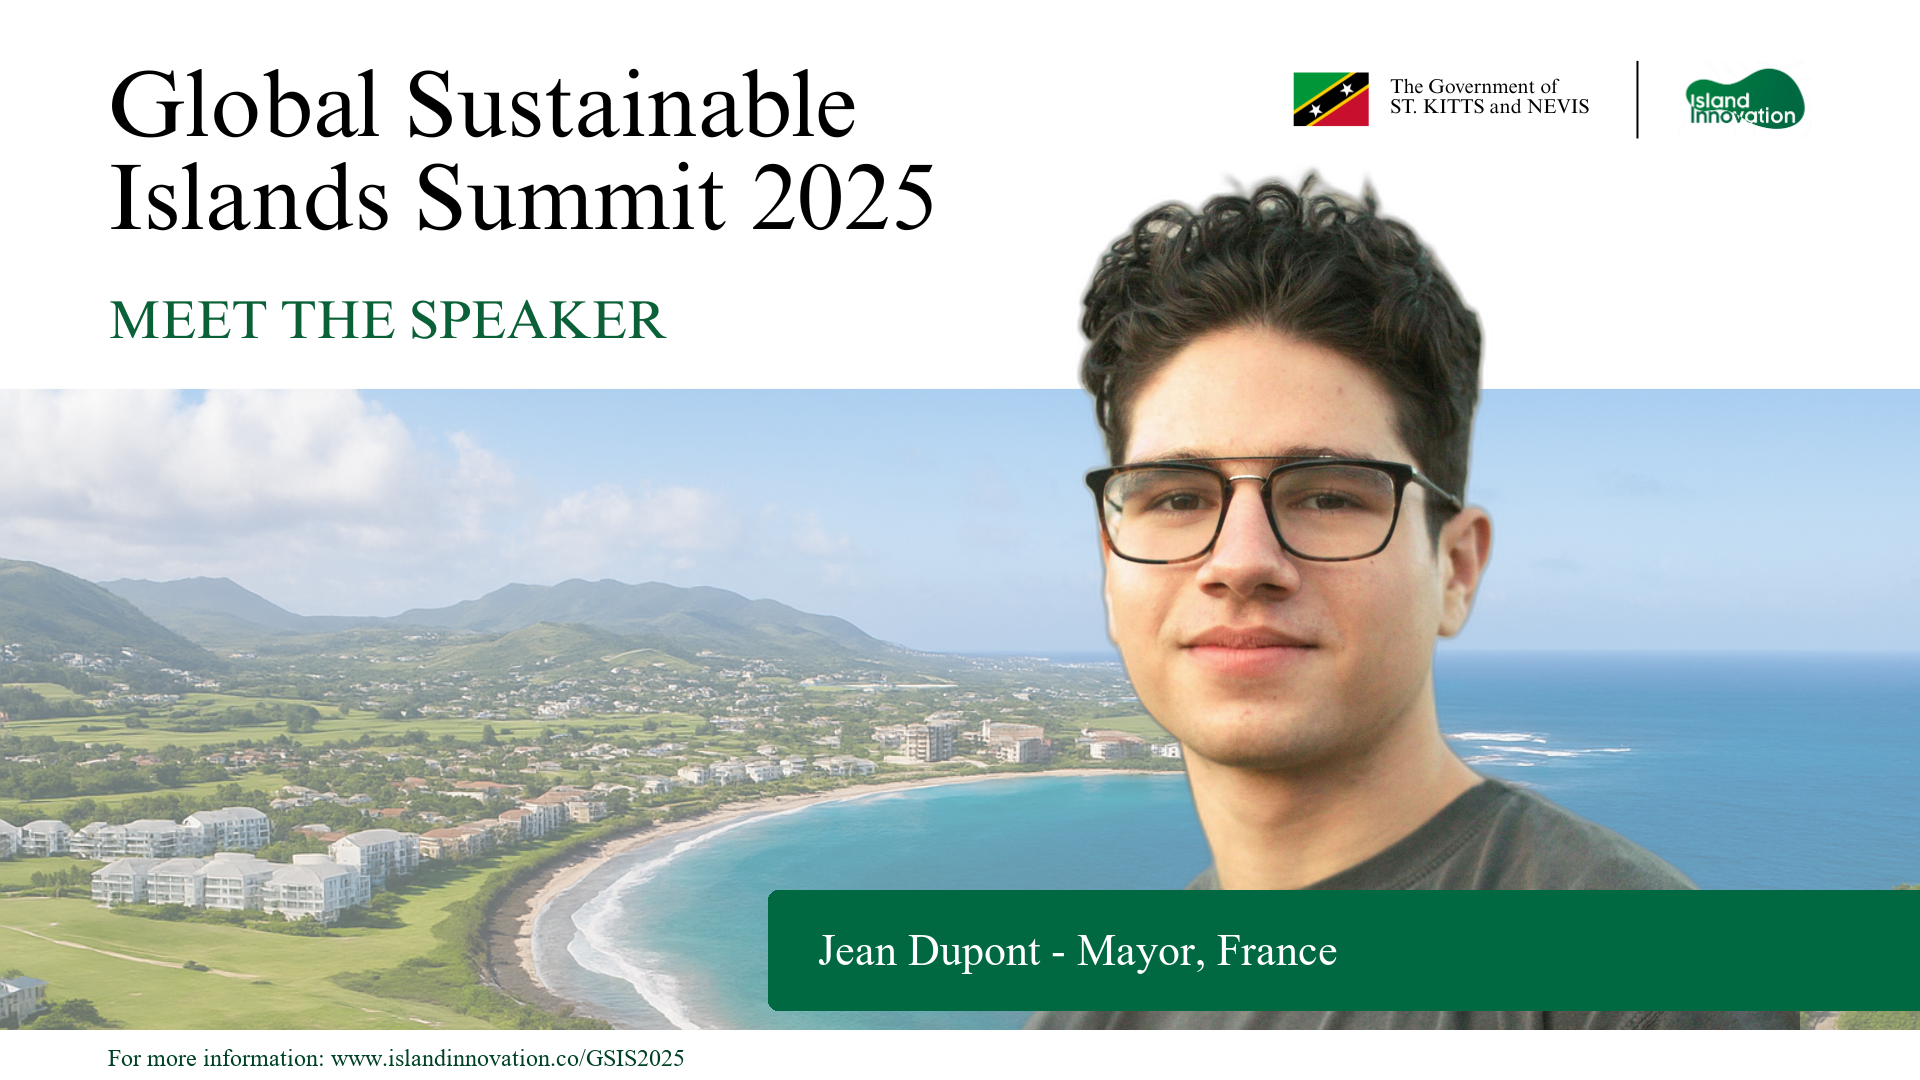 Global Sustainable
Islands Summit 2025
The Government of
ST. KITTS and NEVIS
Island
Innovation
MEET THE SPEAKER
Jean Dupont - Mayor, France
For more information: www.islandinnovation.co/GSIS2025